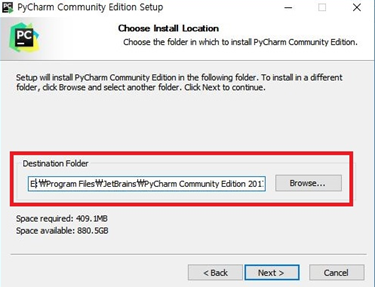 PyCharm Community Edition Setup
PC
Choose Install Location
Choose the folder in which to install PyCharm Community Edition.
Setup will install PyCharm Community Edition in the following folder. To install in a different
folder, click Browse and select another folder. Click Next to continue.
Destination Folder
E:₩Program Files₩JetBrains₩PyCharm Community Edition 201
Browse...
Space required: 409.1MB
Space available: 880.5GB
< Back
Next >
Cancel